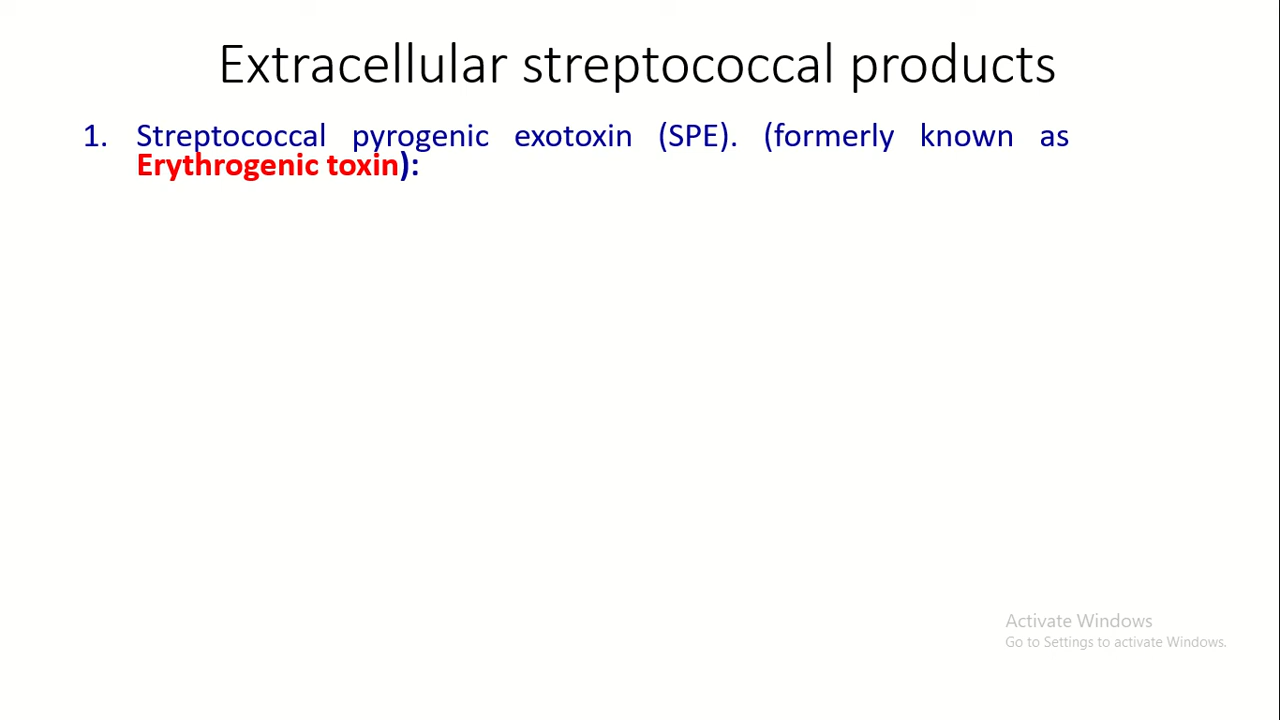 Extracellular streptococcal products
1. Streptococcal pyrogenic exotoxin (SPE). (formerly known as
Erythrogenic toxin):
Activate Windows
Go to Settings to activate Windows.